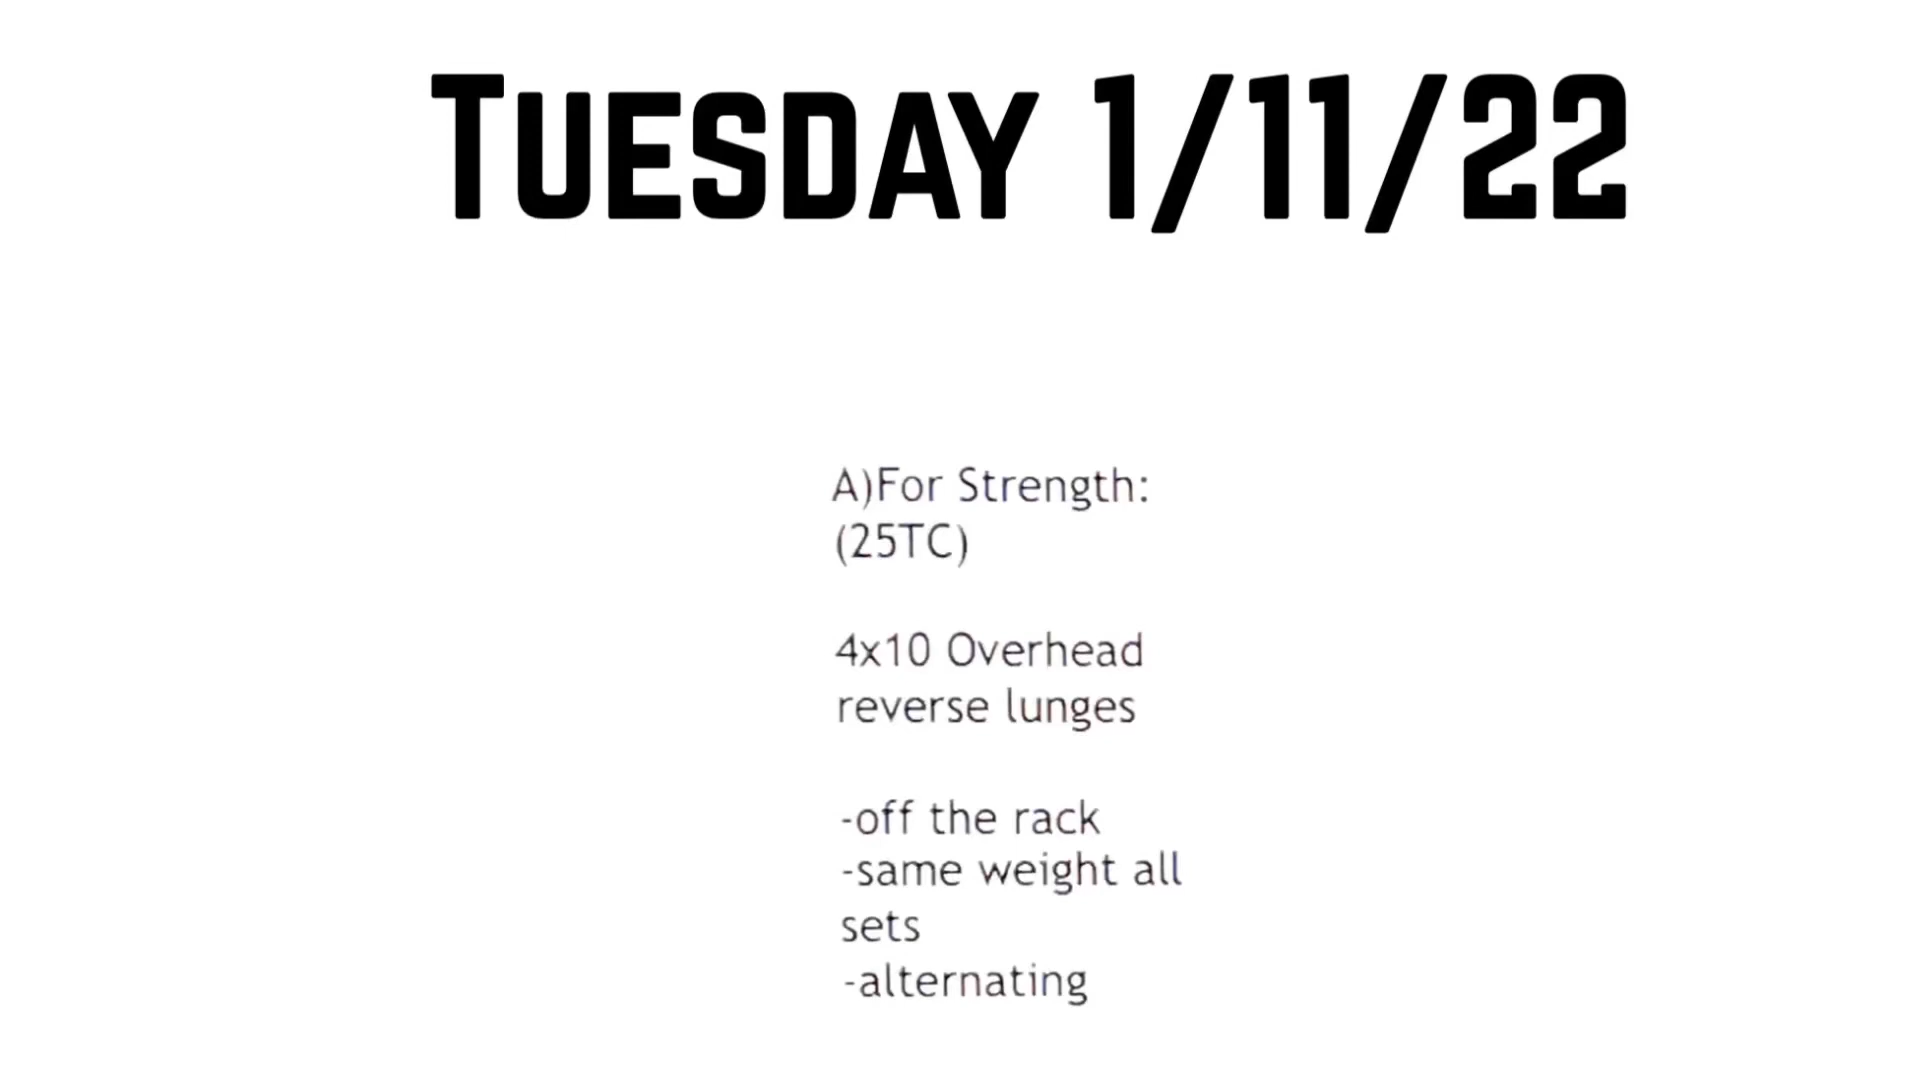 TUESDAY 1/11/22
A)For Strength:
(25TC)
4x10 Overhead
reverse lunges
-off the rack
-same weight all
sets
-alternating